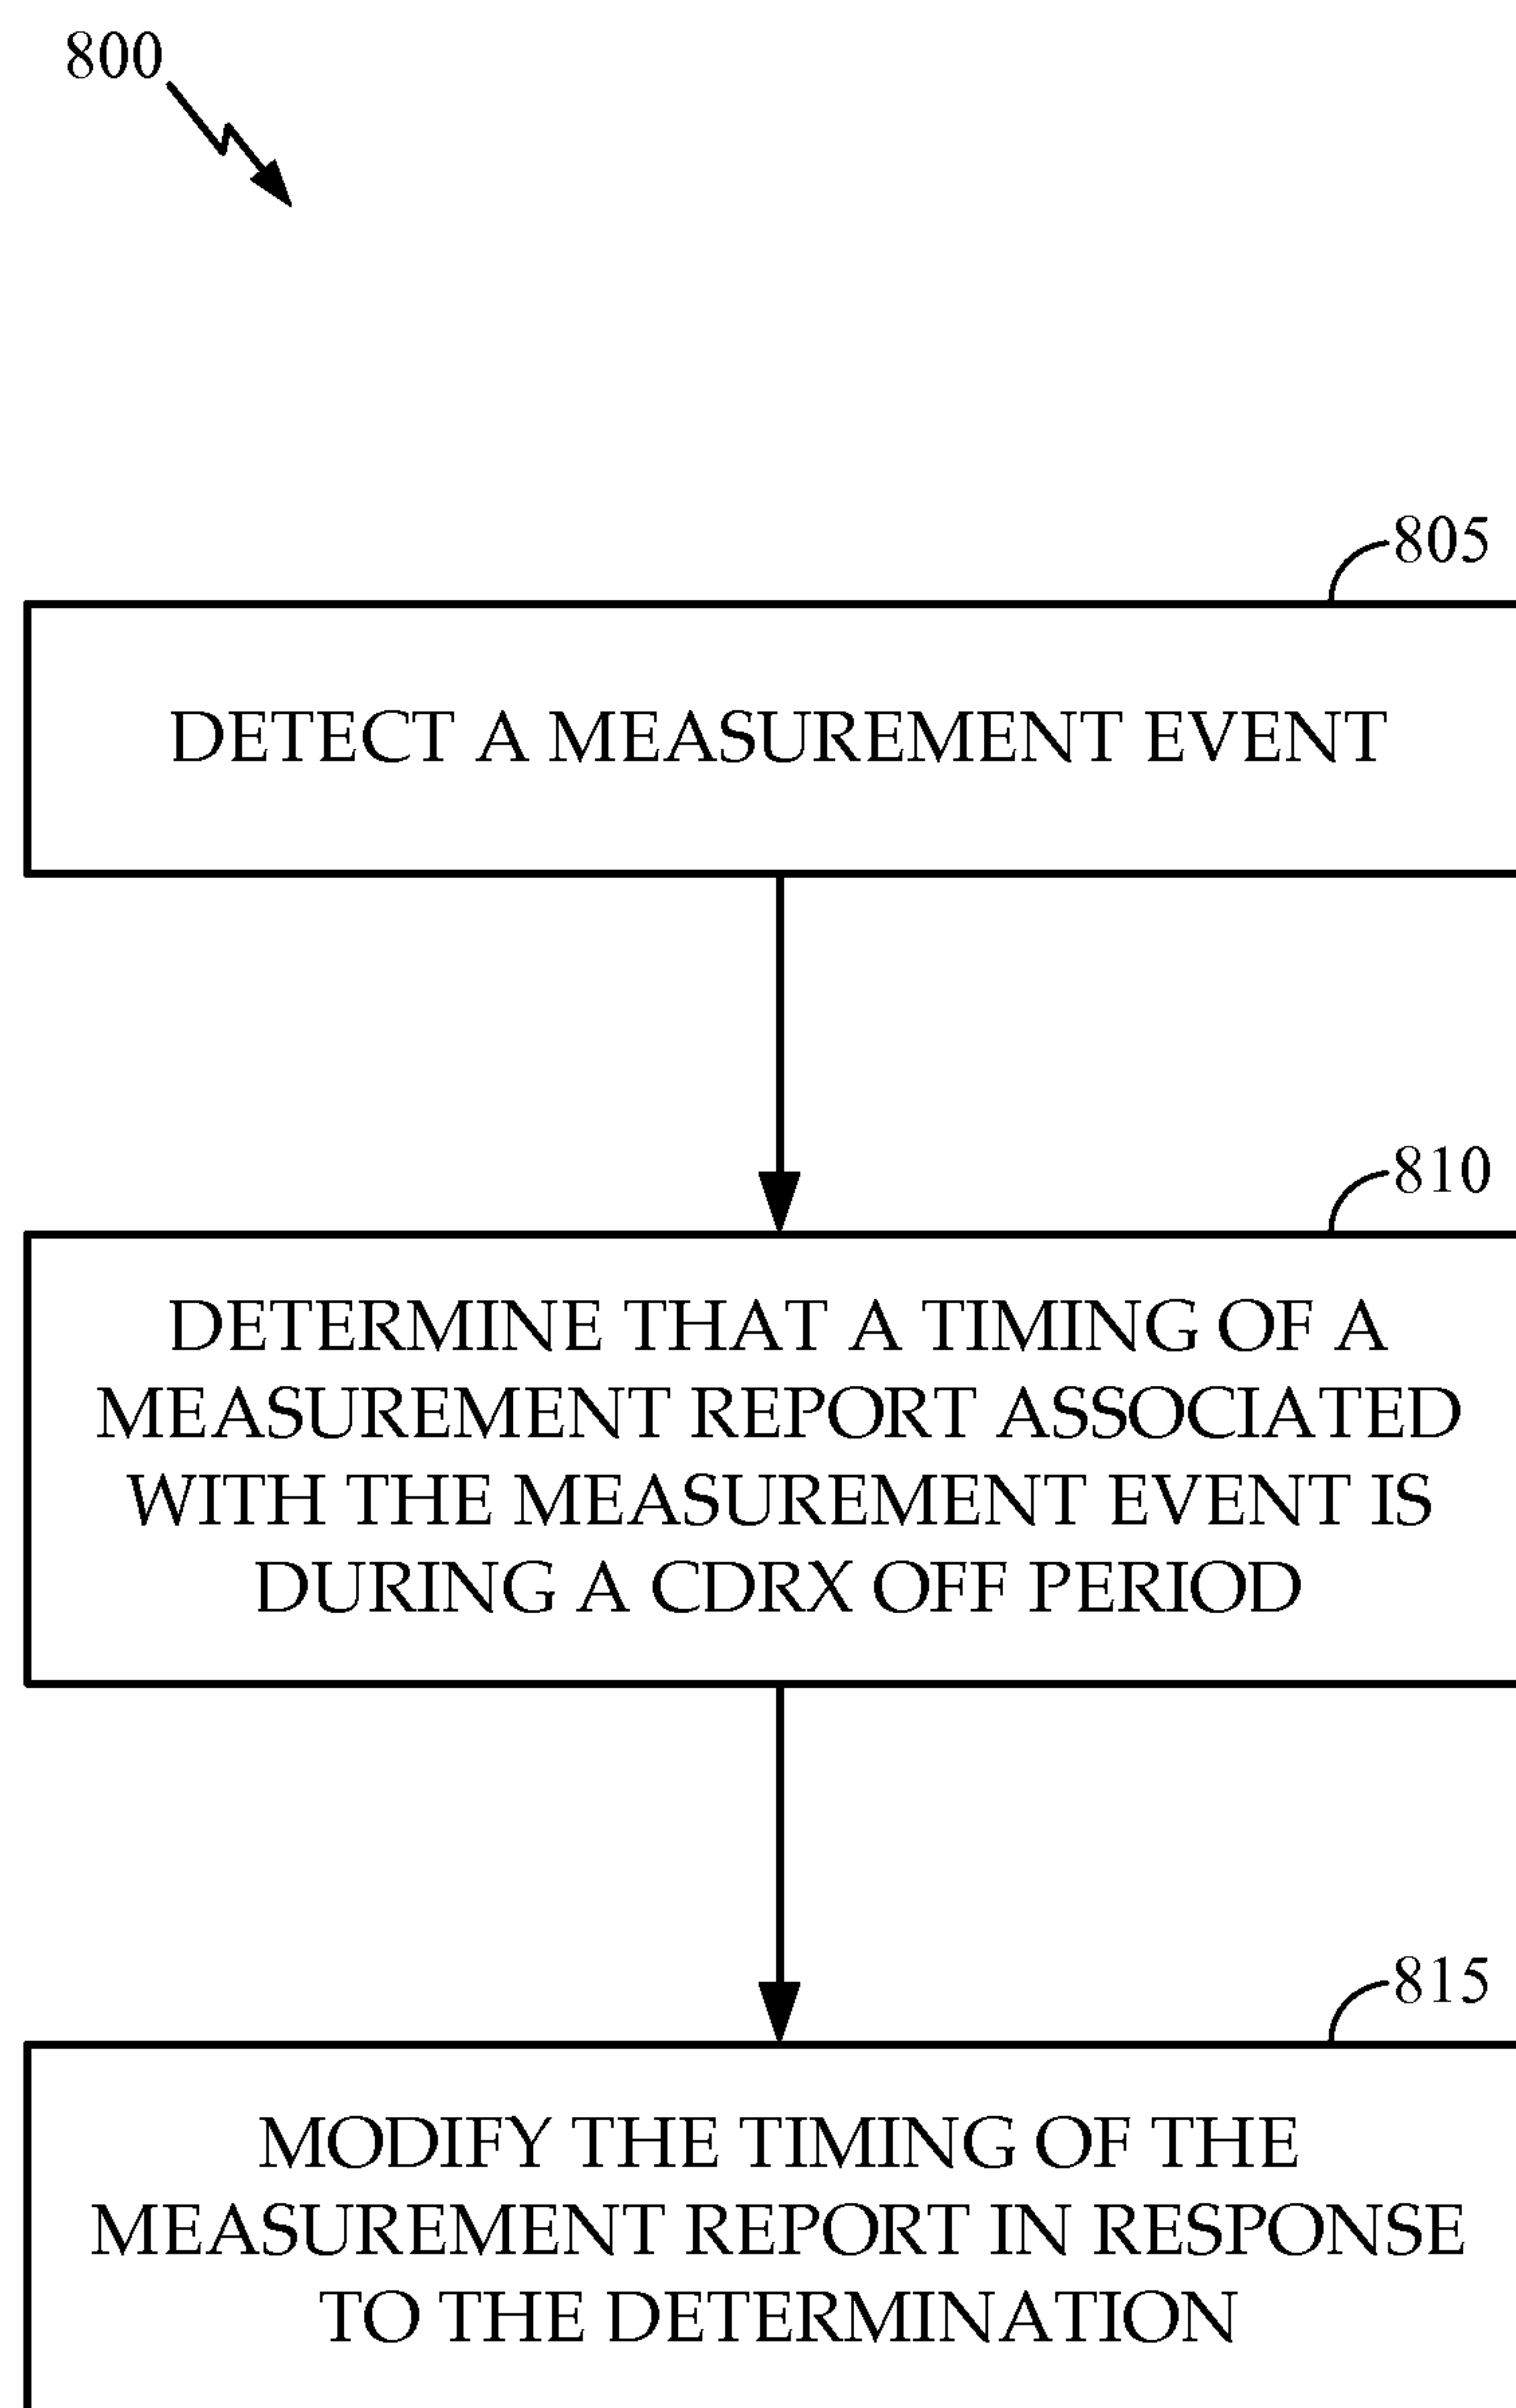 800
805
DETECT A MEASUREMENT EVENT
810
DETERMINE THAT A TIMING OF A
MEASUREMENT REPORT ASSOCIATED
WITH THE MEASUREMENT EVENT IS
DURING A CDRX OFF PERIOD
815
MODIFY THE TIMING OF THE
MEASUREMENT REPORT IN RESPONSE
TO THE DETERMINATION